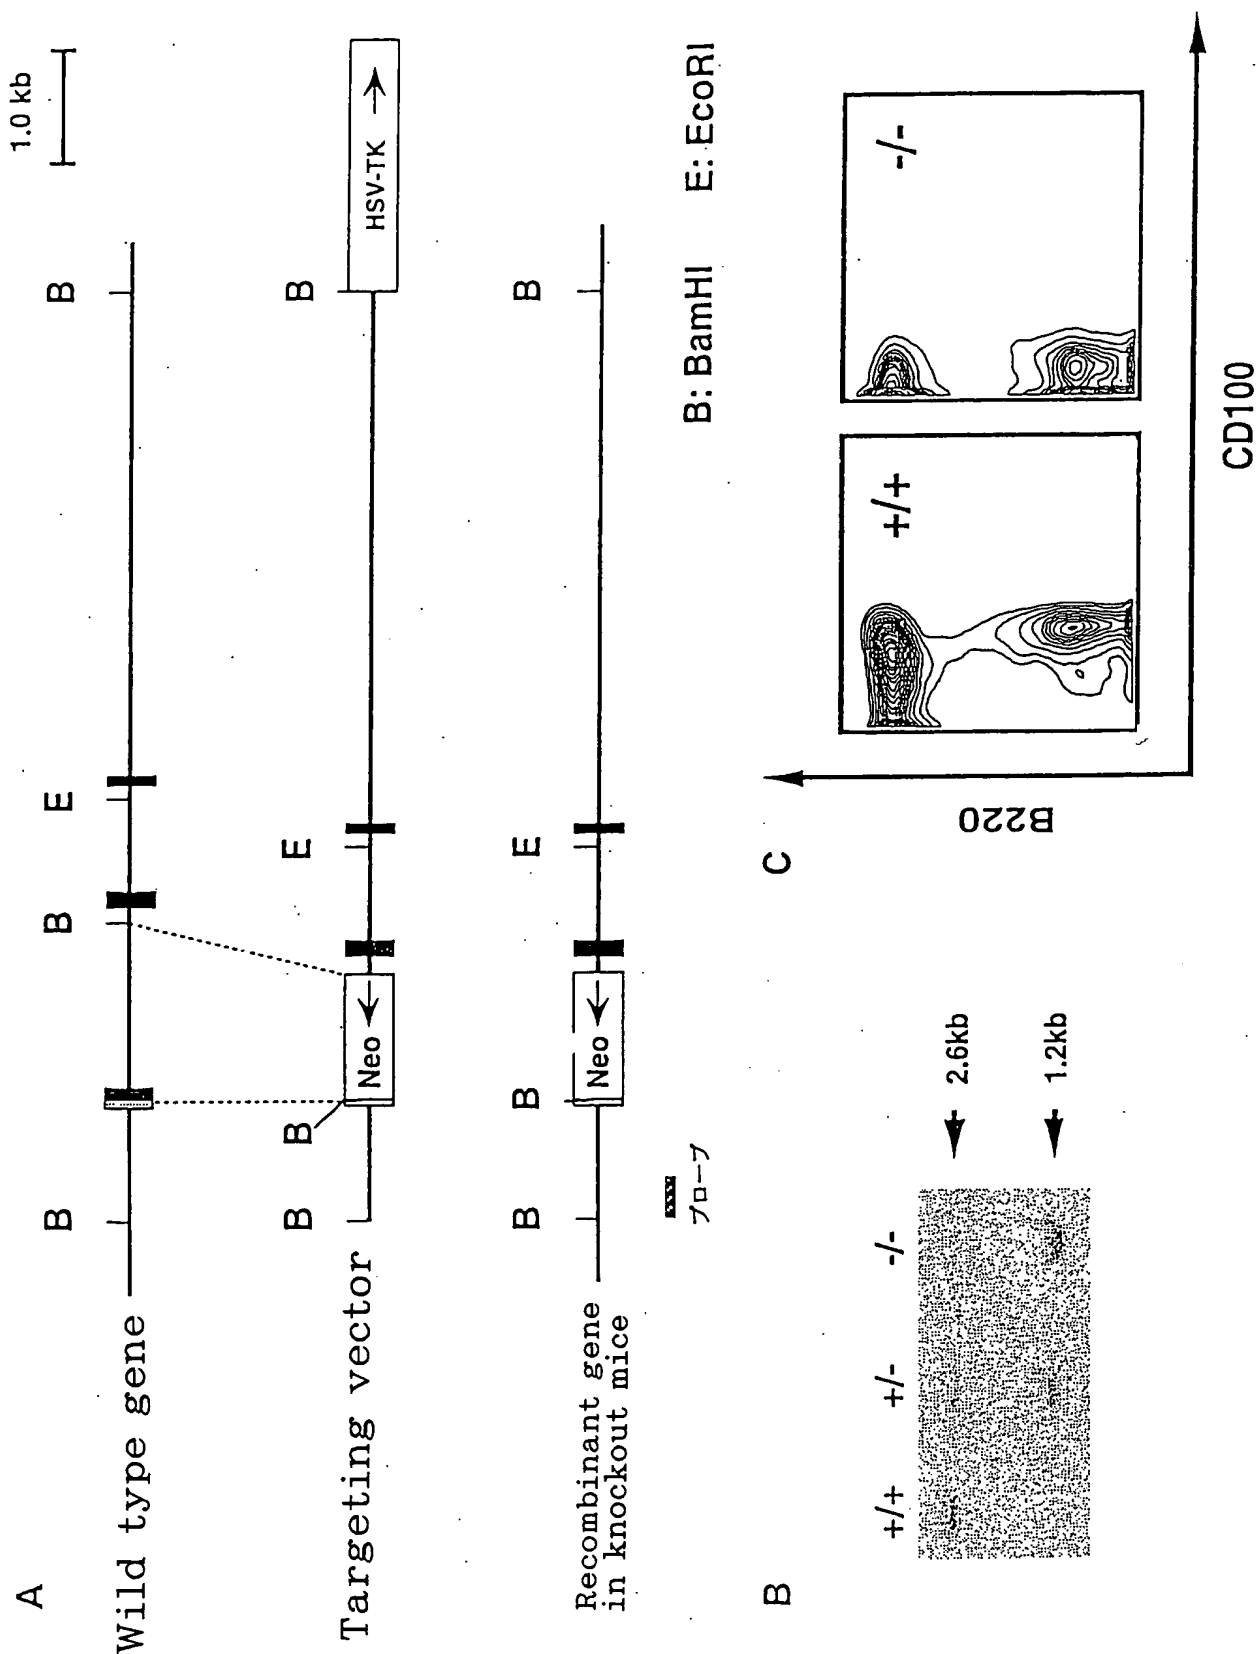 A
1.0 kb
B
B
E
B
Wild type gene
B
B
E
B
Neo
HSV-TK
Targeting vector
B
B
E
B
Neo
Recombinant gene
in knockout mice
プローブ
B: BamHI E: EcoRI
B
+/+ +/- -/-
2.6kb
1.2kb
C
B220
+/+
-/-
CD100